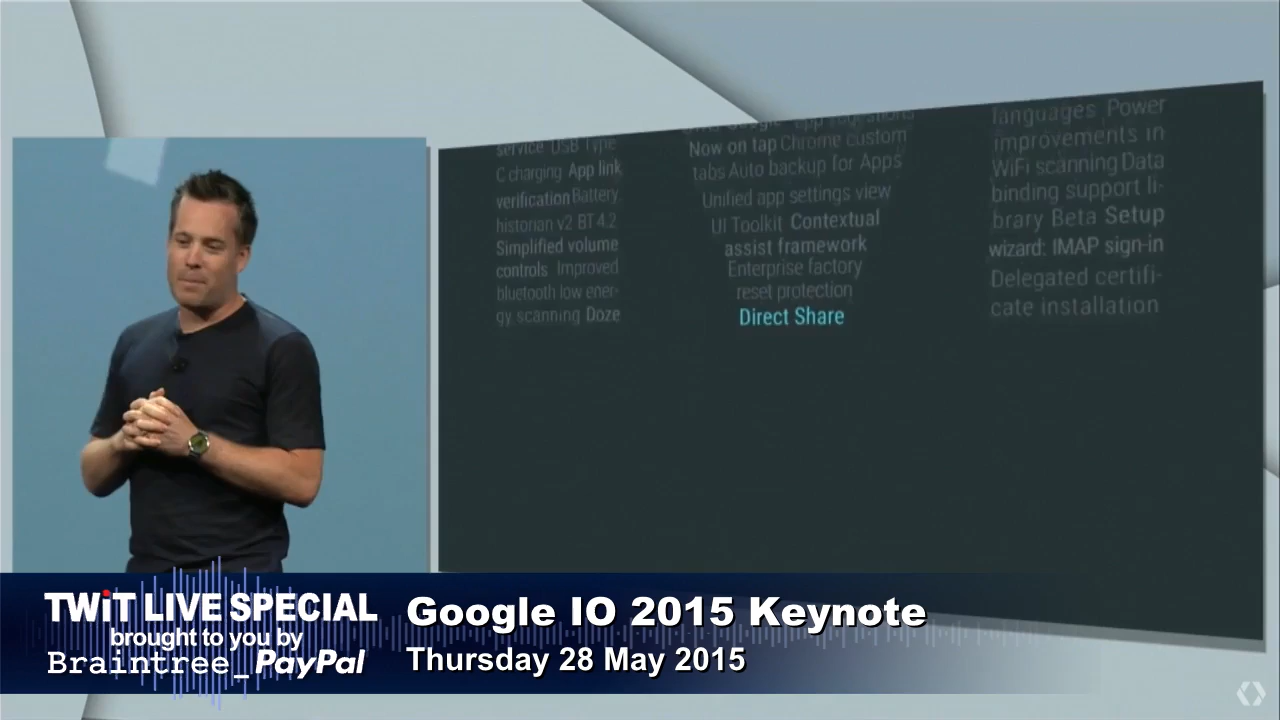 service USB Type
C charging App link
verification Battery
historian v2 BT 4.2
Simplified volume
controls Improved
bluetooth low ener-
gy scanning Doze
Now on tap Chrome custom
tabs Auto backup for Apps
Unified app settings view
UI Toolkit Contextual
assist framework
Enterprise factory
reset protection
Direct Share
languages Power
improvements in
WiFi scanning Data
binding support li-
brary Beta Setup
wizard: IMAP sign-in
Delegated certifi-
cate installation
TWiT LIVE SPECIAL
brought to you by
Braintree_PayPal
Google IO 2015 Keynote
Thursday 28 May 2015